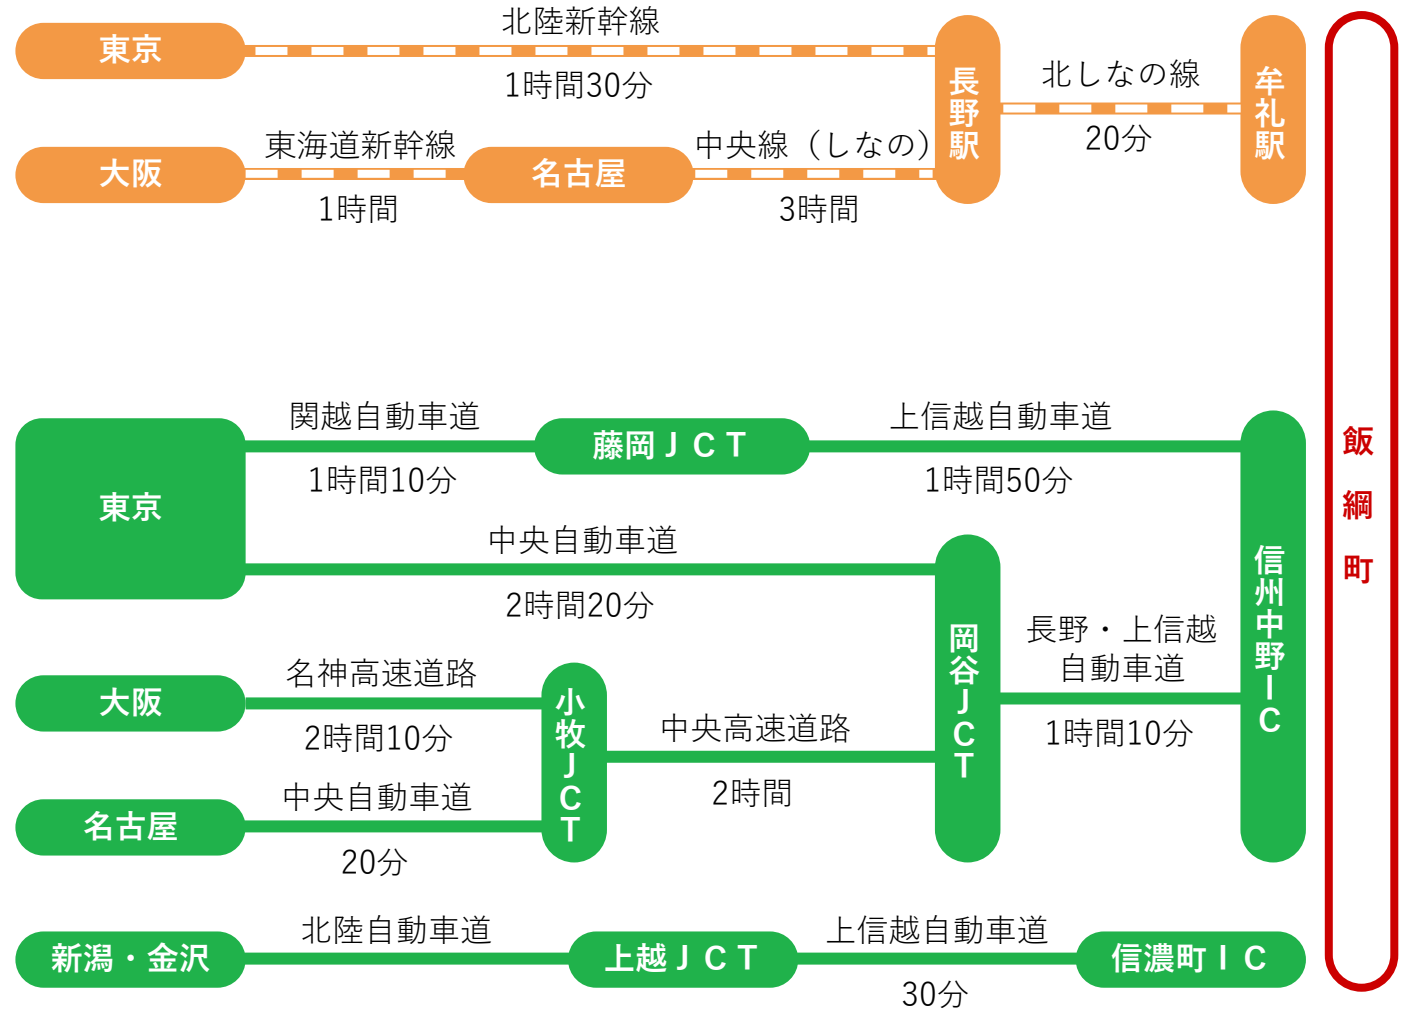 東京
北陸新幹線
1時間30分
長野駅
北しなの線
20分
牟礼駅
大阪
東海道新幹線
1時間
名古屋
中央線（しなの）
3時間
東京
関越自動車道
1時間10分
藤岡ＪＣＴ
上信越自動車道
1時間50分
中央自動車道
2時間20分
岡谷JCT
長野・上信越
自動車道
1時間10分
信州中野IC
大阪
名神高速道路
2時間10分
小牧JCT
中央高速道路
2時間
名古屋
中央自動車道
20分
新潟・金沢
北陸自動車道
上越ＪＣＴ
上信越自動車道
30分
信濃町ＩＣ
飯綱町